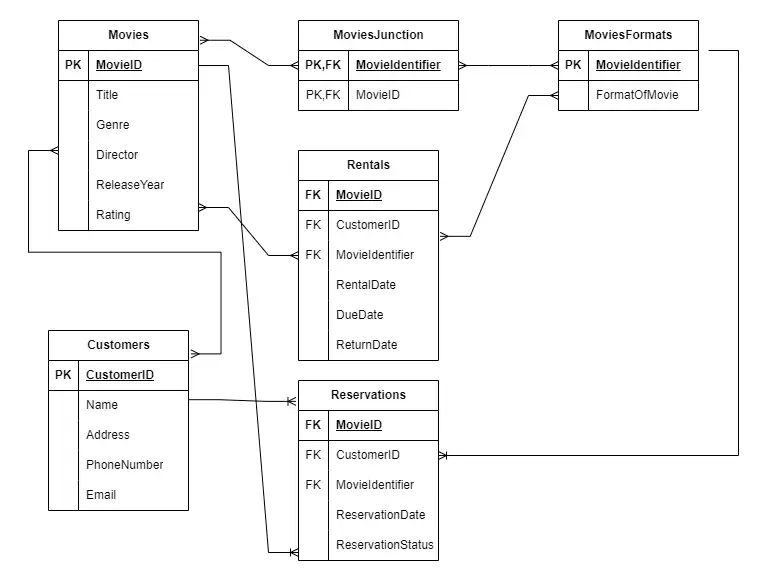 Movies
PK MovieID
Title
Genre
Director
ReleaseYear
Rating
MoviesJunction
PK,FK MovieIdentifier
PK,FK MovieID
MoviesFormats
PK MovieIdentifier
FormatOfMovie
Rentals
FK MovieID
FK CustomerID
FK MovieIdentifier
RentalDate
DueDate
ReturnDate
Customers
PK CustomerID
Name
Address
PhoneNumber
Email
Reservations
FK MovieID
FK CustomerID
FK MovieIdentifier
ReservationDate
ReservationStatus